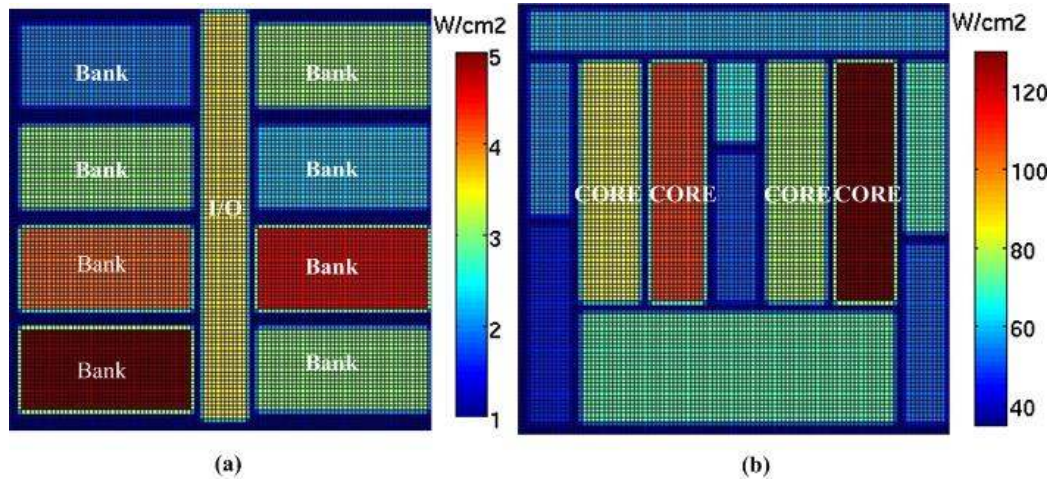 W/cm2
5
4
3
2
1
Bank
Bank
Bank
Bank
I/O
Bank
Bank
Bank
Bank
(a)
W/cm2
120
100
80
60
40
CORE
CORE
CORE
CORE
(b)